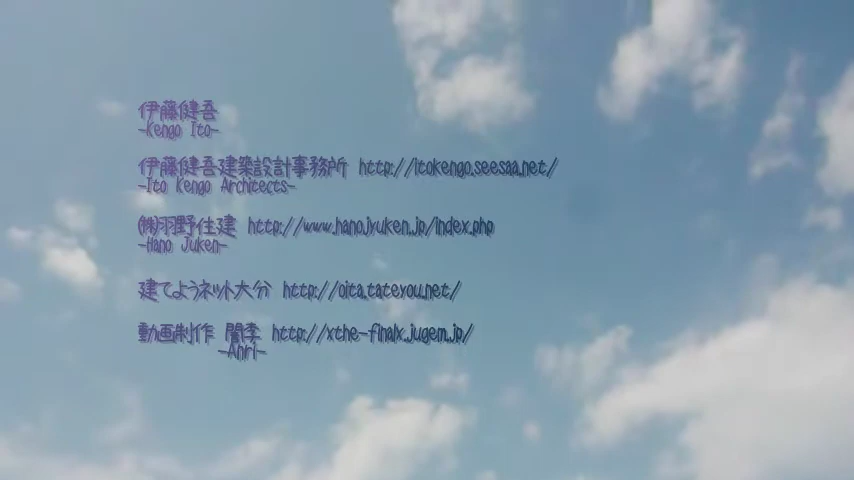 伊藤健吾
-Kengo Ito-
伊藤健吾建築設計事務所 http://itokengo.seesaa.net/
-Ito Kengo Architects-
㈱羽野住建 http://www.hanojyuken.jp/index.php
-Hano Juken-
建てようネット大分 http://oita.tateyou.net/
動画制作 闇李 http://xthe-finalx.jugem.jp/
-Anri-